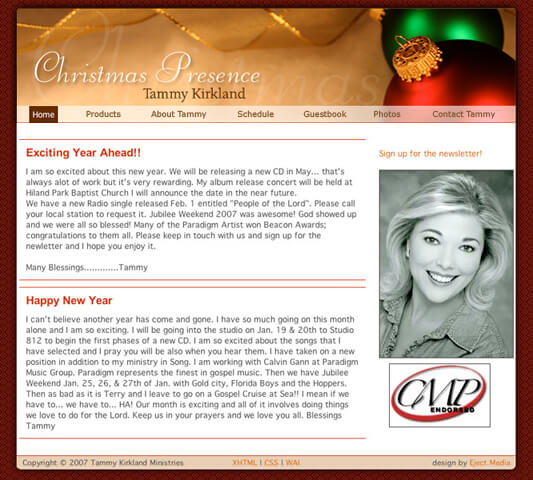 Christmas Presence
Tammy Kirkland
Home Products About Tammy Schedule Guestbook Photos Contact Tammy
Exciting Year Ahead!!
I am so excited about this new year. We will be releasing a new CD in May... that's
always alot of work but it's very rewarding. My album release concert will be held at
Hiland Park Baptist Church I will announce the date in the near future.
We have a new Radio single released Feb. 1 entitled "People of the Lord". Please call
your local station to request it. Jubilee Weekend 2007 was awesome! God showed up
and we were all so blessed! Many of the Paradigm Artist won Beacon Awards;
congratulations to them all. Please keep in touch with us and sign up for the
newletter and I hope you enjoy it.
Many Blessings.............Tammy
Happy New Year
I can't believe another year has come and gone. I have so much going on this month
alone and I am so exciting. I will be going into the studio on Jan. 19 & 20th to Studio
812 to begin the first phases of a new CD. I am so excited about the songs that I
have selected and I pray you will be also when you hear them. I have taken on a new
position in addition to my ministry in Song. I am working with Calvin Gann at Paradigm
Music Group. Paradigm represents the finest in gospel music. Then we have Jubilee
Weekend Jan. 25, 26, & 27th of Jan. with Gold city, Florida Boys and the Hoppers.
Then as bad as it is Terry and I leave to go on a Gospel Cruise at Sea!! I mean if we
have to... we have to... HA! Our month is exciting and all of it involves doing things
we love to do for the Lord. Keep us in your prayers and we love you all. Blessings
Tammy
Sign up for the newsletter!
CMP
ENDORSED
Copyright © 2007 Tammy Kirkland Ministries XHTML | CSS | WAI design by Eject Media